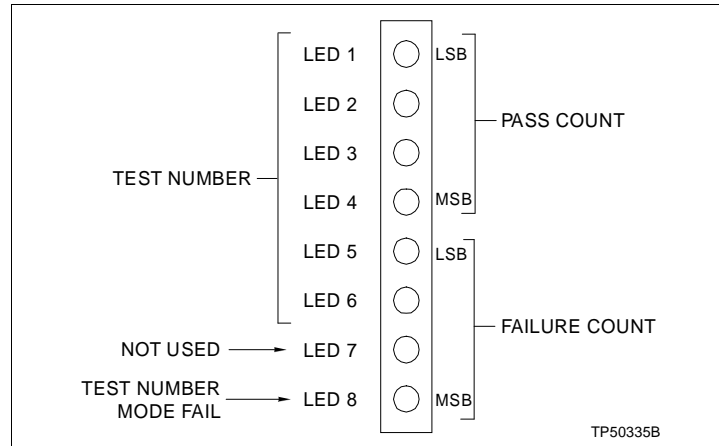 LED 1 LSB
LED 2
PASS COUNT
LED 3
TEST NUMBER
LED 4 MSB
LED 5 LSB
LED 6
FAILURE COUNT
NOT USED LED 7
TEST NUMBER
MODE FAIL LED 8 MSB
TP50335B